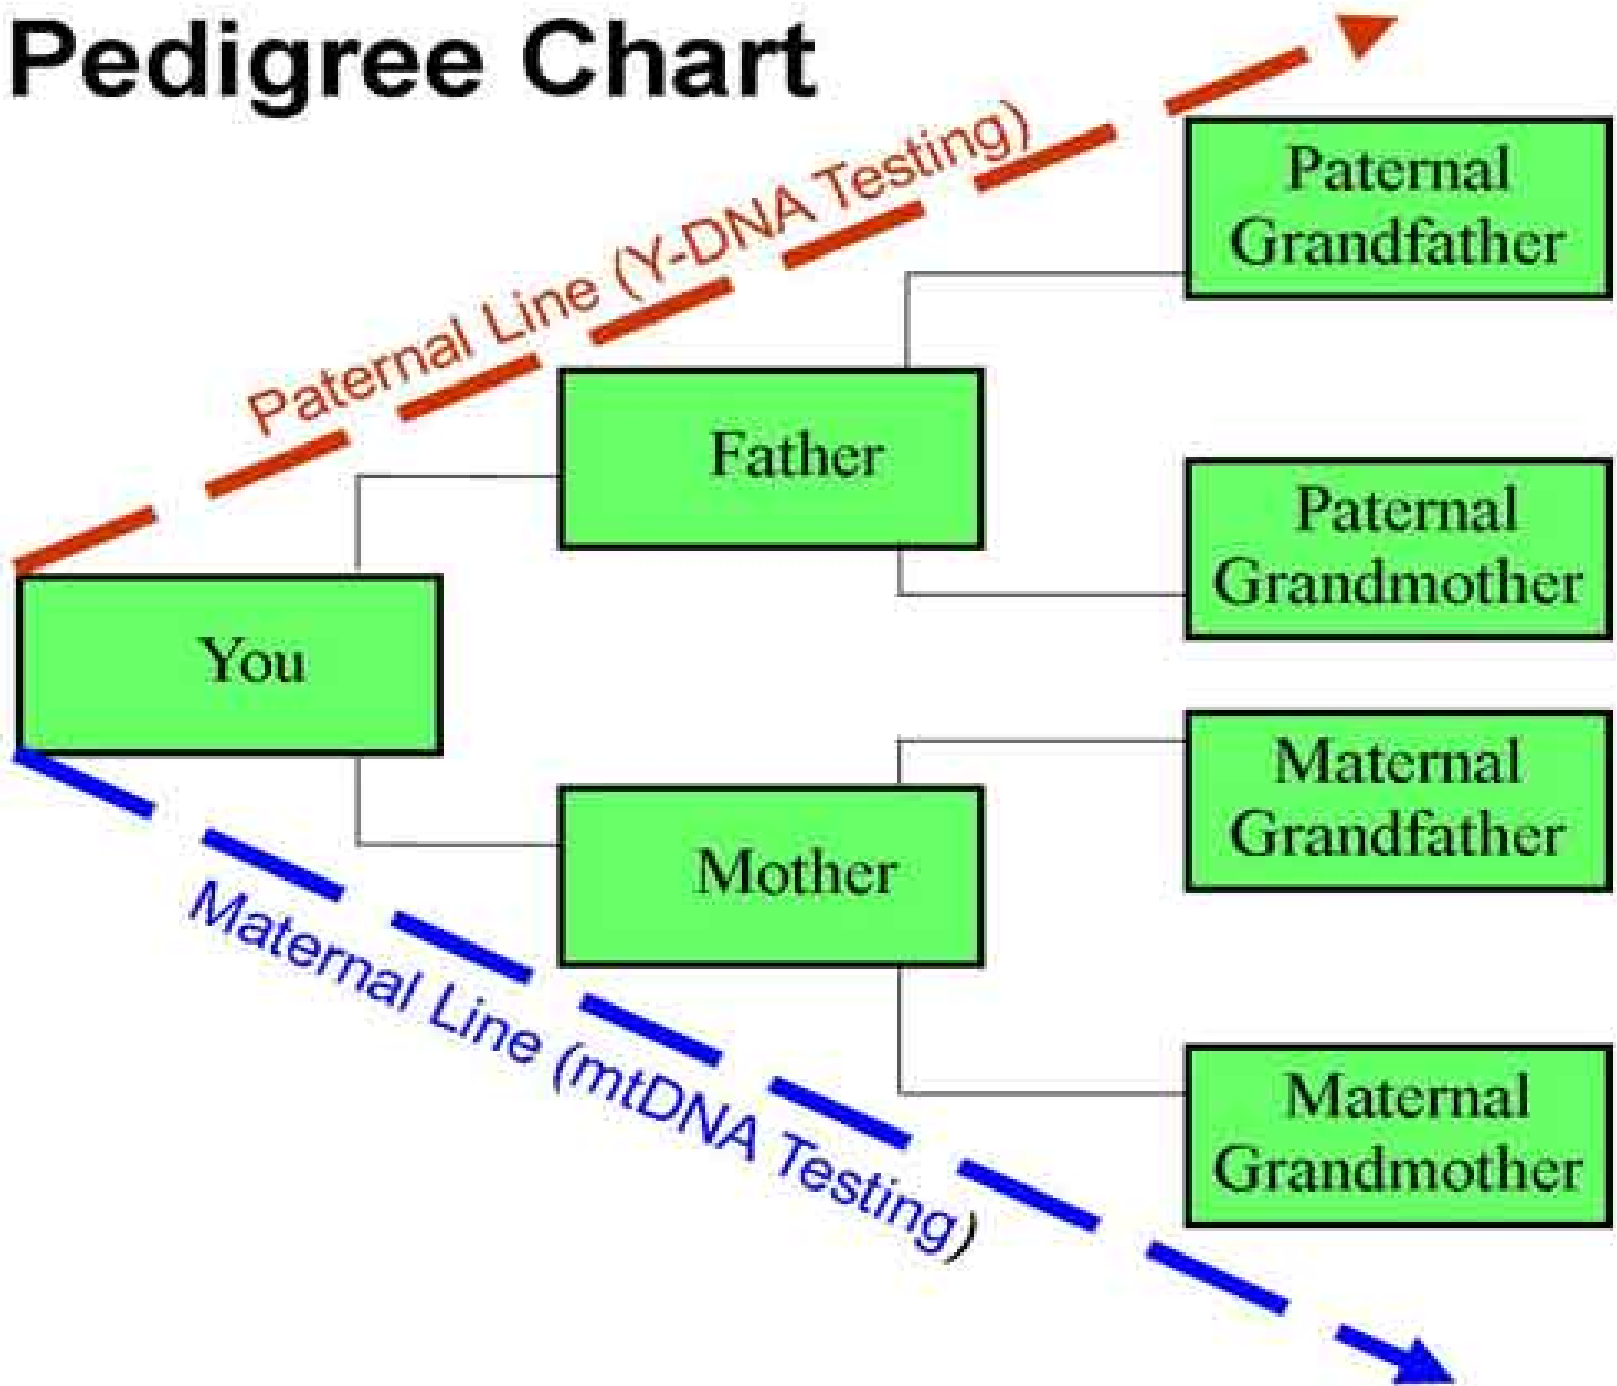 Pedigree Chart
Paternal Line (Y-DNA Testing)
Paternal
Grandfather
Father
Paternal
Grandmother
You
Maternal
Grandfather
Mother
Maternal Line (mtDNA Testing)
Maternal
Grandmother